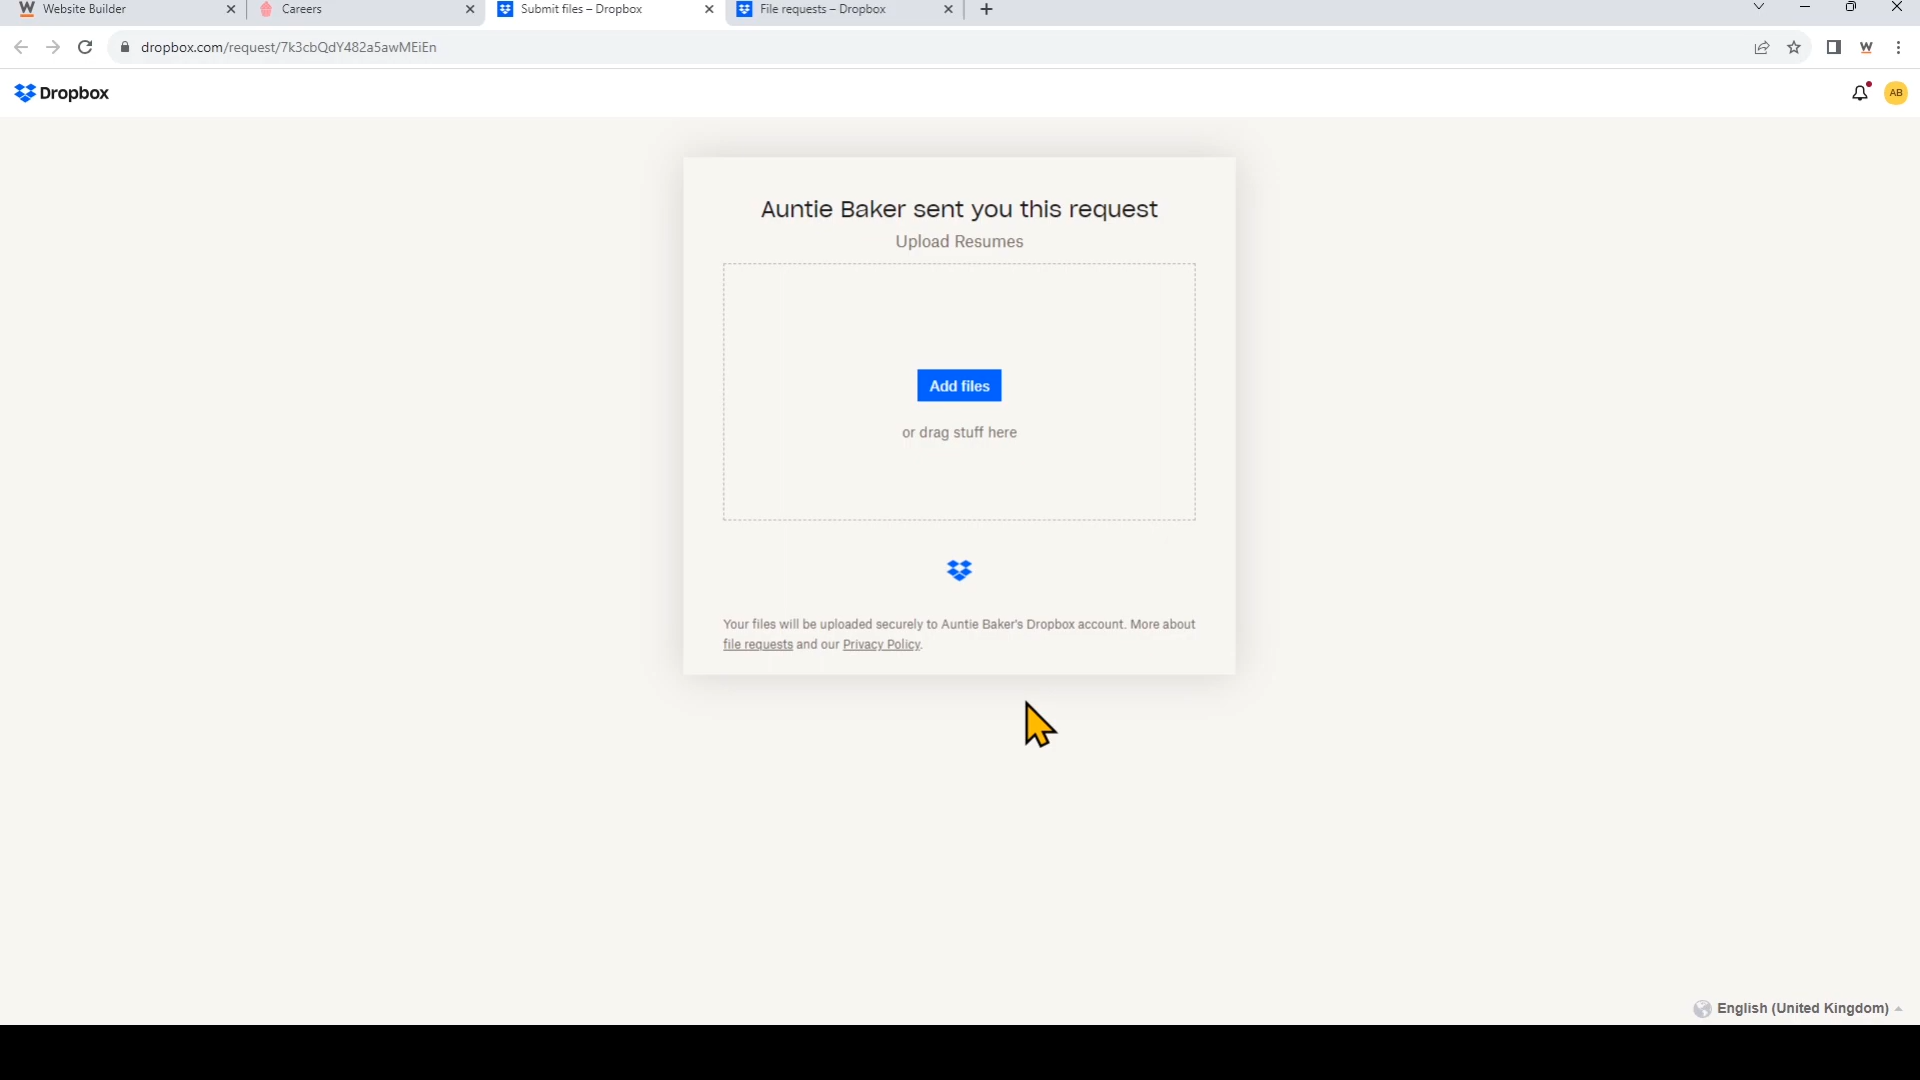 Website Builder
Careers
Submit files – Dropbox
File requests – Dropbox
dropbox.com/request/7k3cbQdY482a5awMEiEn
Dropbox
AB
Auntie Baker sent you this request
Upload Resumes
Add files
or drag stuff here
Your files will be uploaded securely to Auntie Baker's Dropbox account. More about
file requests and our Privacy Policy.
English (United Kingdom)